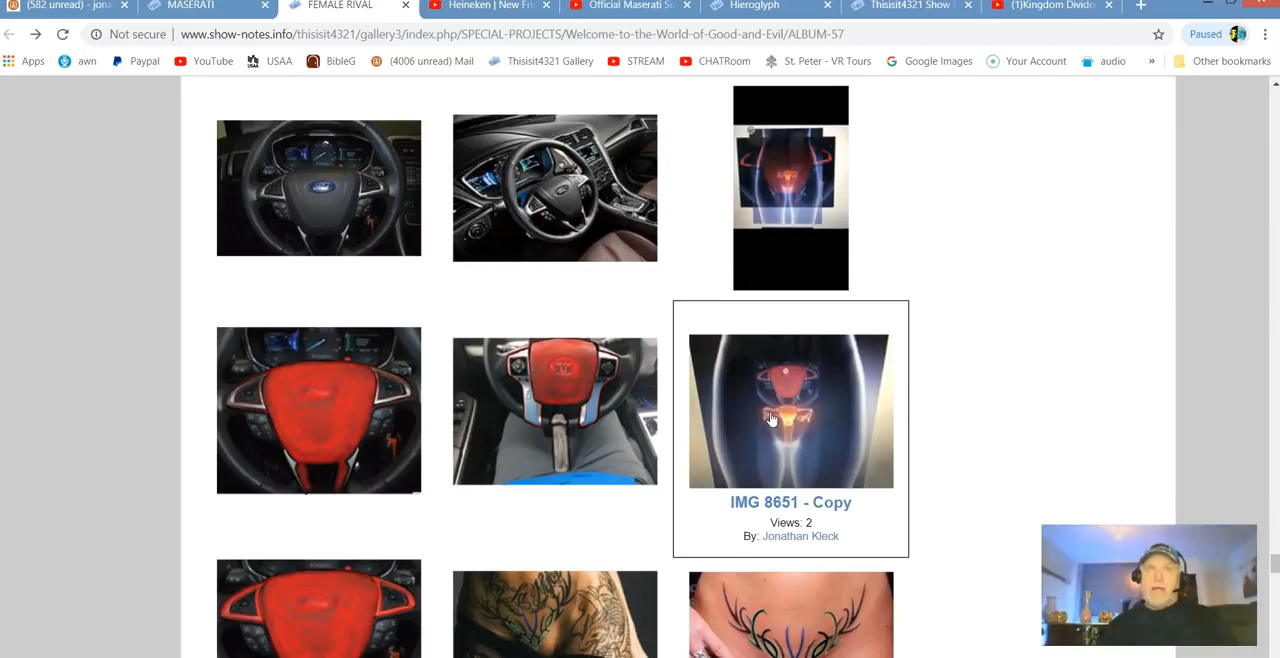 (582 unread) - jona
MASERATI
FEMALE RIVAL
Heineken | New Fri
Official Maserati Su
Hieroglyph
Thisisit4321 Show
(1)Kingdom Divide
Not secure | www.show-notes.info/thisisit4321/gallery3/index.php/SPECIAL-PROJECTS/Welcome-to-the-World-of-Good-and-Evil/ALBUM-57
Paused
Apps awn Paypal YouTube USAA BibleG (4006 unread) Mail Thisisit4321 Gallery STREAM CHATRoom St. Peter - VR Tours Google Images Your Account audio » Other bookmarks
IMG 8651 - Copy
Views: 2
By: Jonathan Kleck